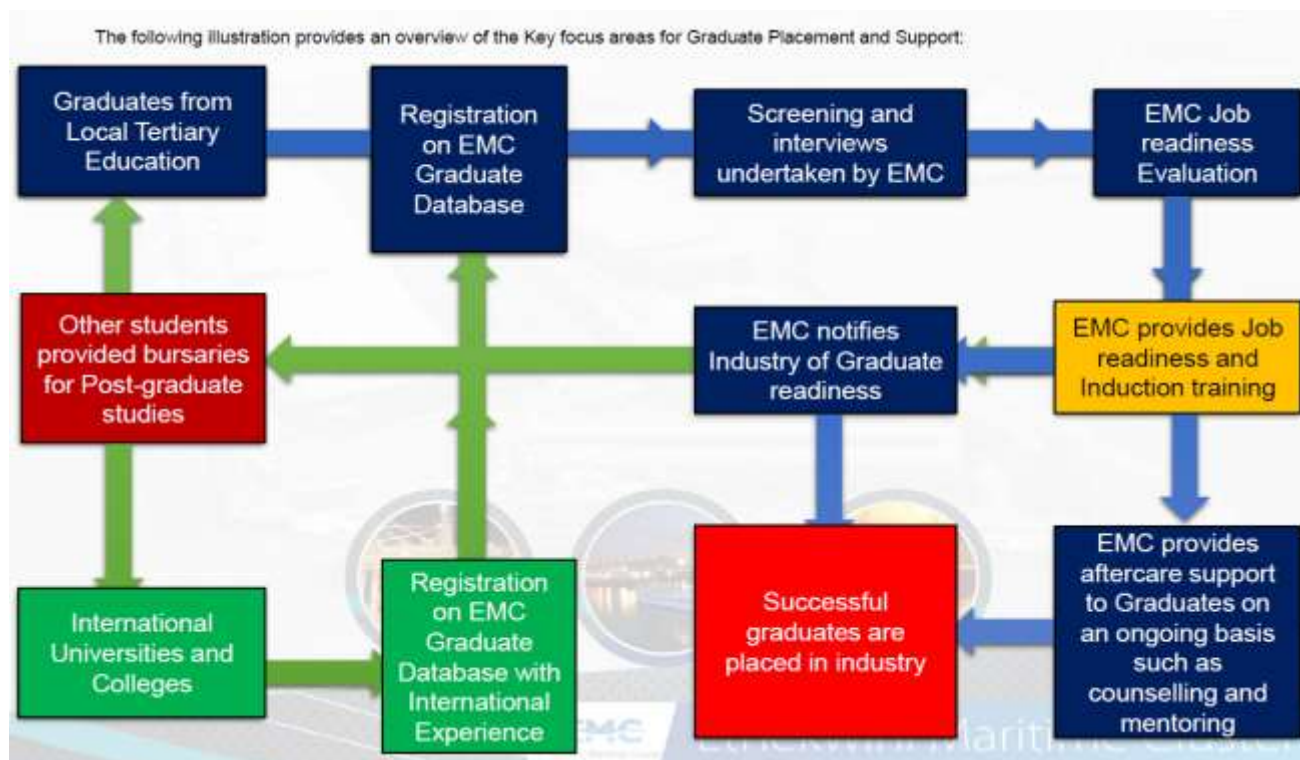 The following illustration provides an overview of the Key focus areas for Graduate Placement and Support:
Graduates from
Local Tertiary
Education
Registration
on EMC
Graduate
Database
Screening and
interviews
undertaken by EMC
EMC Job
readiness
Evaluation
Other students
provided bursaries
for Post-graduate
studies
EMC notifies
Industry of Graduate
readiness
EMC provides Job
readiness and
Induction training
International
Universities and
Colleges
Registration
on EMC
Graduate
Database with
International
Experience
Successful
graduates are
placed in industry
EMC provides
aftercare support
to Graduates on
an ongoing basis
such as
counselling and
mentoring
EMC
Maritime Cluster